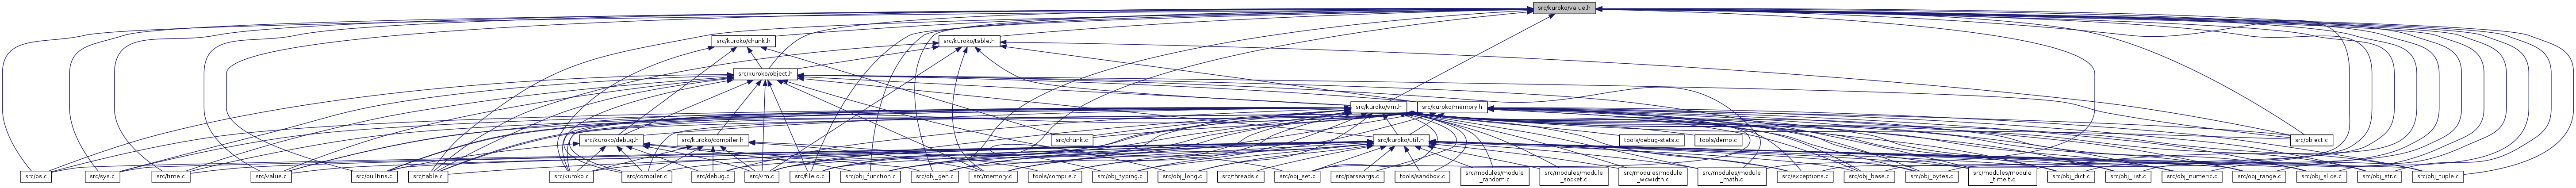 src/kuroko/value.h
src/kuroko/chunk.h
src/kuroko/table.h
src/kuroko/object.h
src/kuroko/vm.h
src/kuroko/memory.h
src/kuroko/debug.h
src/kuroko/compiler.h
src/chunk.c
src/kuroko/util.h
tools/debug-stats.c
tools/demo.c
src/object.c
src/os.c
src/sys.c
src/time.c
src/value.c
src/builtins.c
src/table.c
src/kuroko.c
src/compiler.c
src/debug.c
src/vm.c
src/fileio.c
src/obj_function.c
src/obj_gen.c
src/memory.c
tools/compile.c
src/obj_typing.c
src/obj_long.c
src/threads.c
src/obj_set.c
src/parseargs.c
tools/sandbox.c
src/modules/module
_random.c
src/modules/module
_socket.c
src/modules/module
_wcwidth.c
src/modules/module
_math.c
src/exceptions.c
src/obj_base.c
src/obj_bytes.c
src/modules/module
_timeit.c
src/obj_dict.c
src/obj_list.c
src/obj_numeric.c
src/obj_range.c
src/obj_slice.c
src/obj_str.c
src/obj_tuple.c